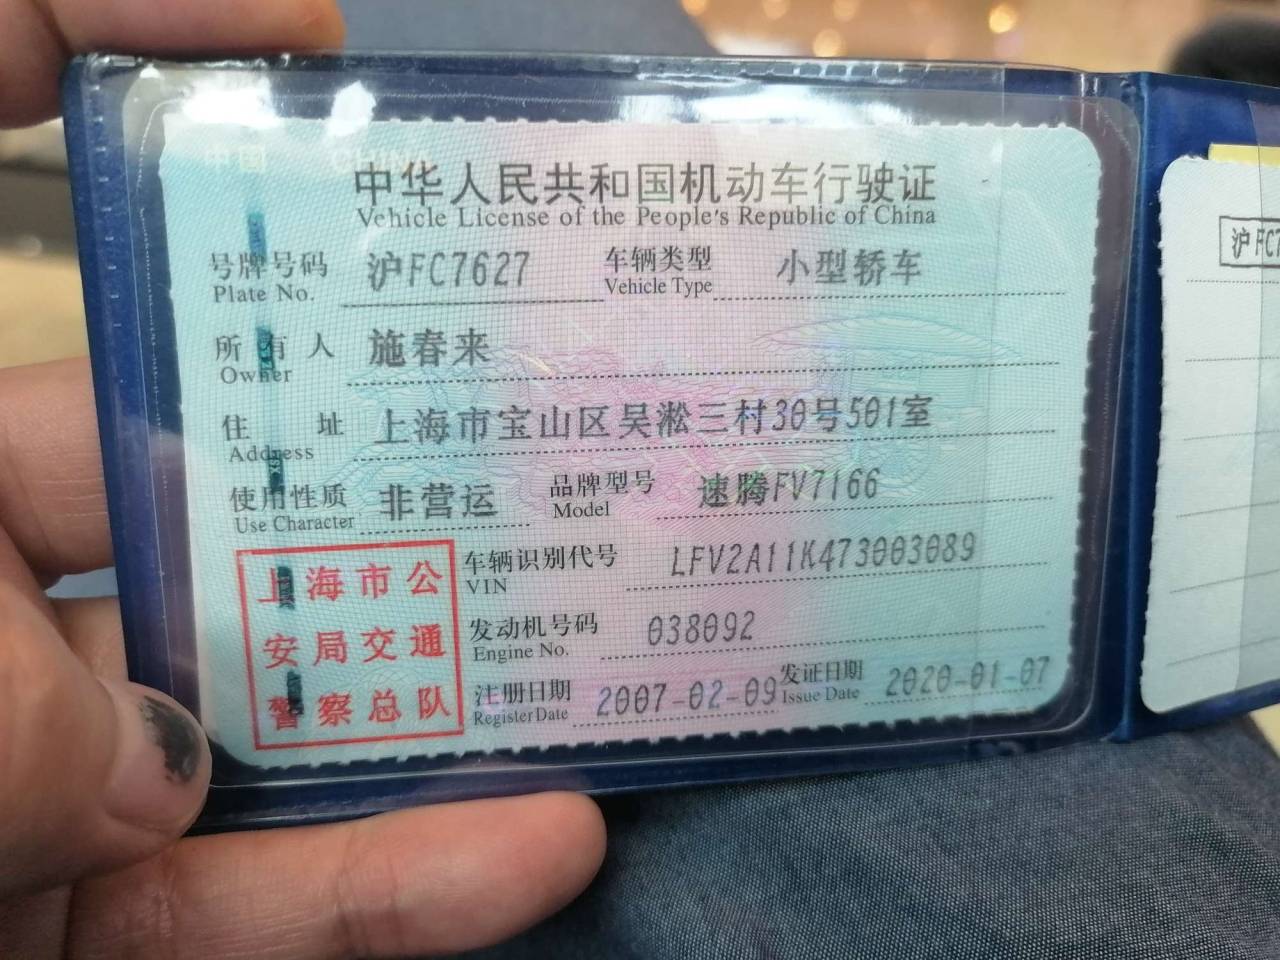 中国 CHINA
中华人民共和国机动车行驶证
Vehicle License of the People's Republic of China
号牌号码 沪FC7627 车辆类型 小型轿车
Plate No. Vehicle Type
所有人 施春来
Owner
住址 上海市宝山区吴淞三村30号501室
Address
使用性质 非营运 品牌型号 速腾FV7166
Use Character Model
上海市公
安局交通
警察总队
车辆识别代号 LFV2A11K473003089
VIN
发动机号码 038092
Engine No.
注册日期 2007-02-09 发证日期 2020-01-07
Register Date Issue Date
沪FC7